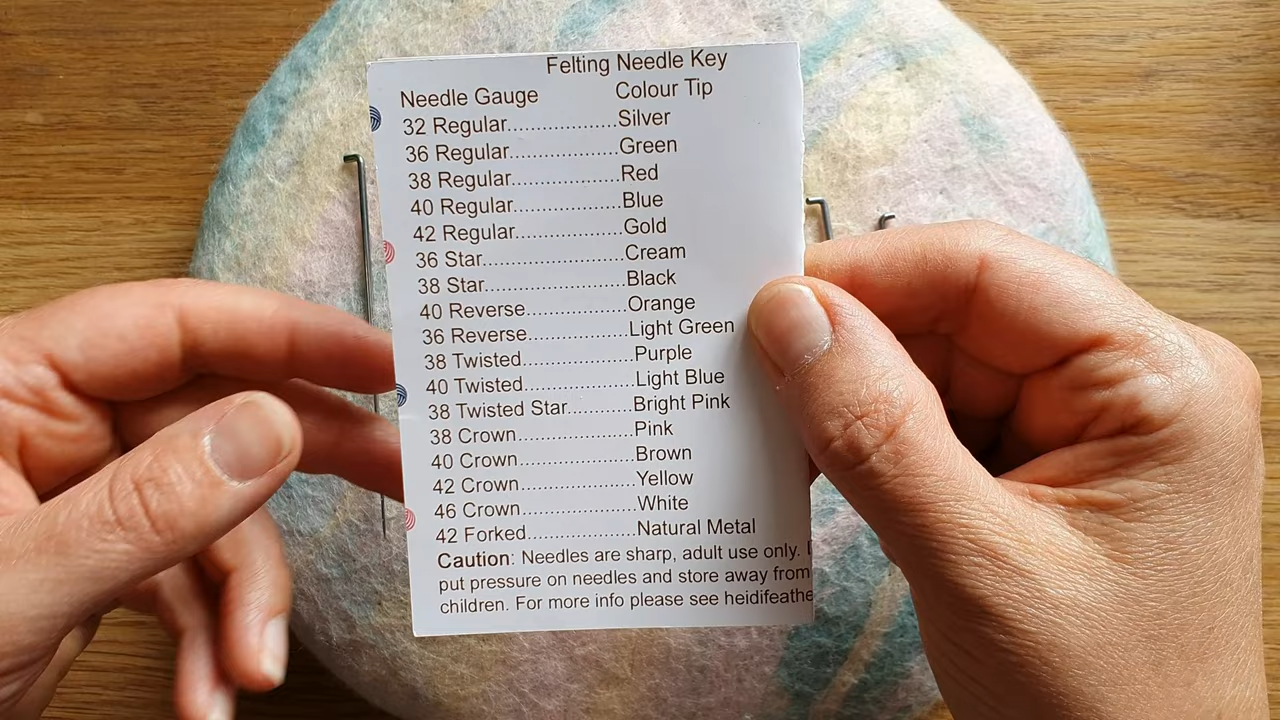 Felting Needle Key
Needle Gauge Colour Tip
32 Regular...................Silver
36 Regular...................Green
38 Regular...................Red
40 Regular...................Blue
42 Regular...................Gold
36 Star.........................Cream
38 Star.........................Black
40 Reverse..................Orange
36 Reverse..................Light Green
38 Twisted....................Purple
40 Twisted....................Light Blue
38 Twisted Star............Bright Pink
38 Crown.....................Pink
40 Crown.....................Brown
42 Crown.....................Yellow
46 Crown.....................White
42 Forked....................Natural Metal
Caution: Needles are sharp, adult use only.
put pressure on needles and store away from
children. For more info please see heidifeathe